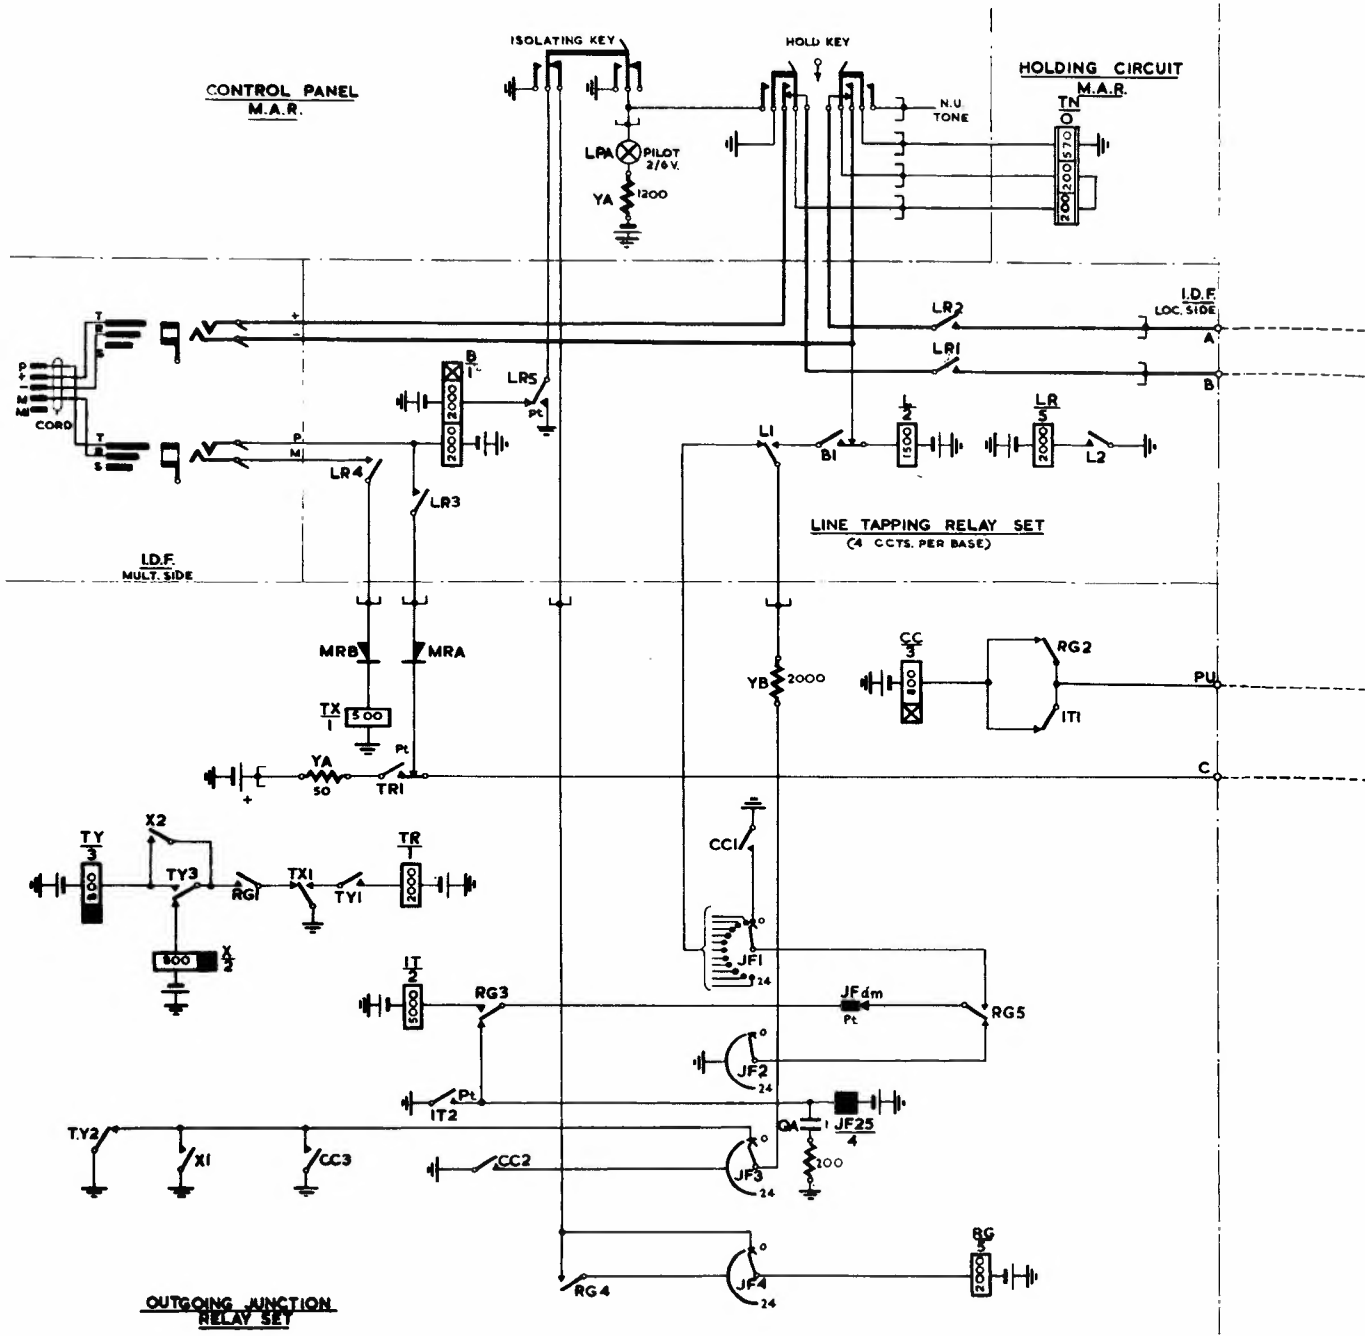 ISOLATING KEY
HOLD KEY
CONTROL PANEL
M.A.R.
HOLDING CIRCUIT
M.A.R.
TN
O
N.U.
TONE
570
200
200
LPA
PILOT
2/6V.
YA
1200
I.D.F.
LOC. SIDE
LR2
A
LR1
B
T
R
S
+
-
P
+
-
M
MI
CORD
T
R
S
P
M
B
1
2000
2000
LR5
Pt
LR4
LR3
L1
B1
L
2
1500
LR
5
2000
L2
LINE TAPPING RELAY SET
(4 CCTS. PER BASE)
I.D.F.
MULT. SIDE
MRB
MRA
YB
2000
CC
3
800
RG2
IT1
PU
TX
1
500
YA
50
+
Pt
TR1
C
X2
TY
3
800
TY3
RG1
TX1
TY1
TR
1
2000
CC1
X
2
800
IT
2
5000
RG3
O
JF1
24
JFdm
Pt
RG5
O
JF2
24
IT2
Pt
QA
1
JF25
4
200
TY2
X1
CC3
CC2
O
JF3
24
O
JF4
24
RG4
RG
5
2000
OUTGOING JUNCTION
RELAY SET